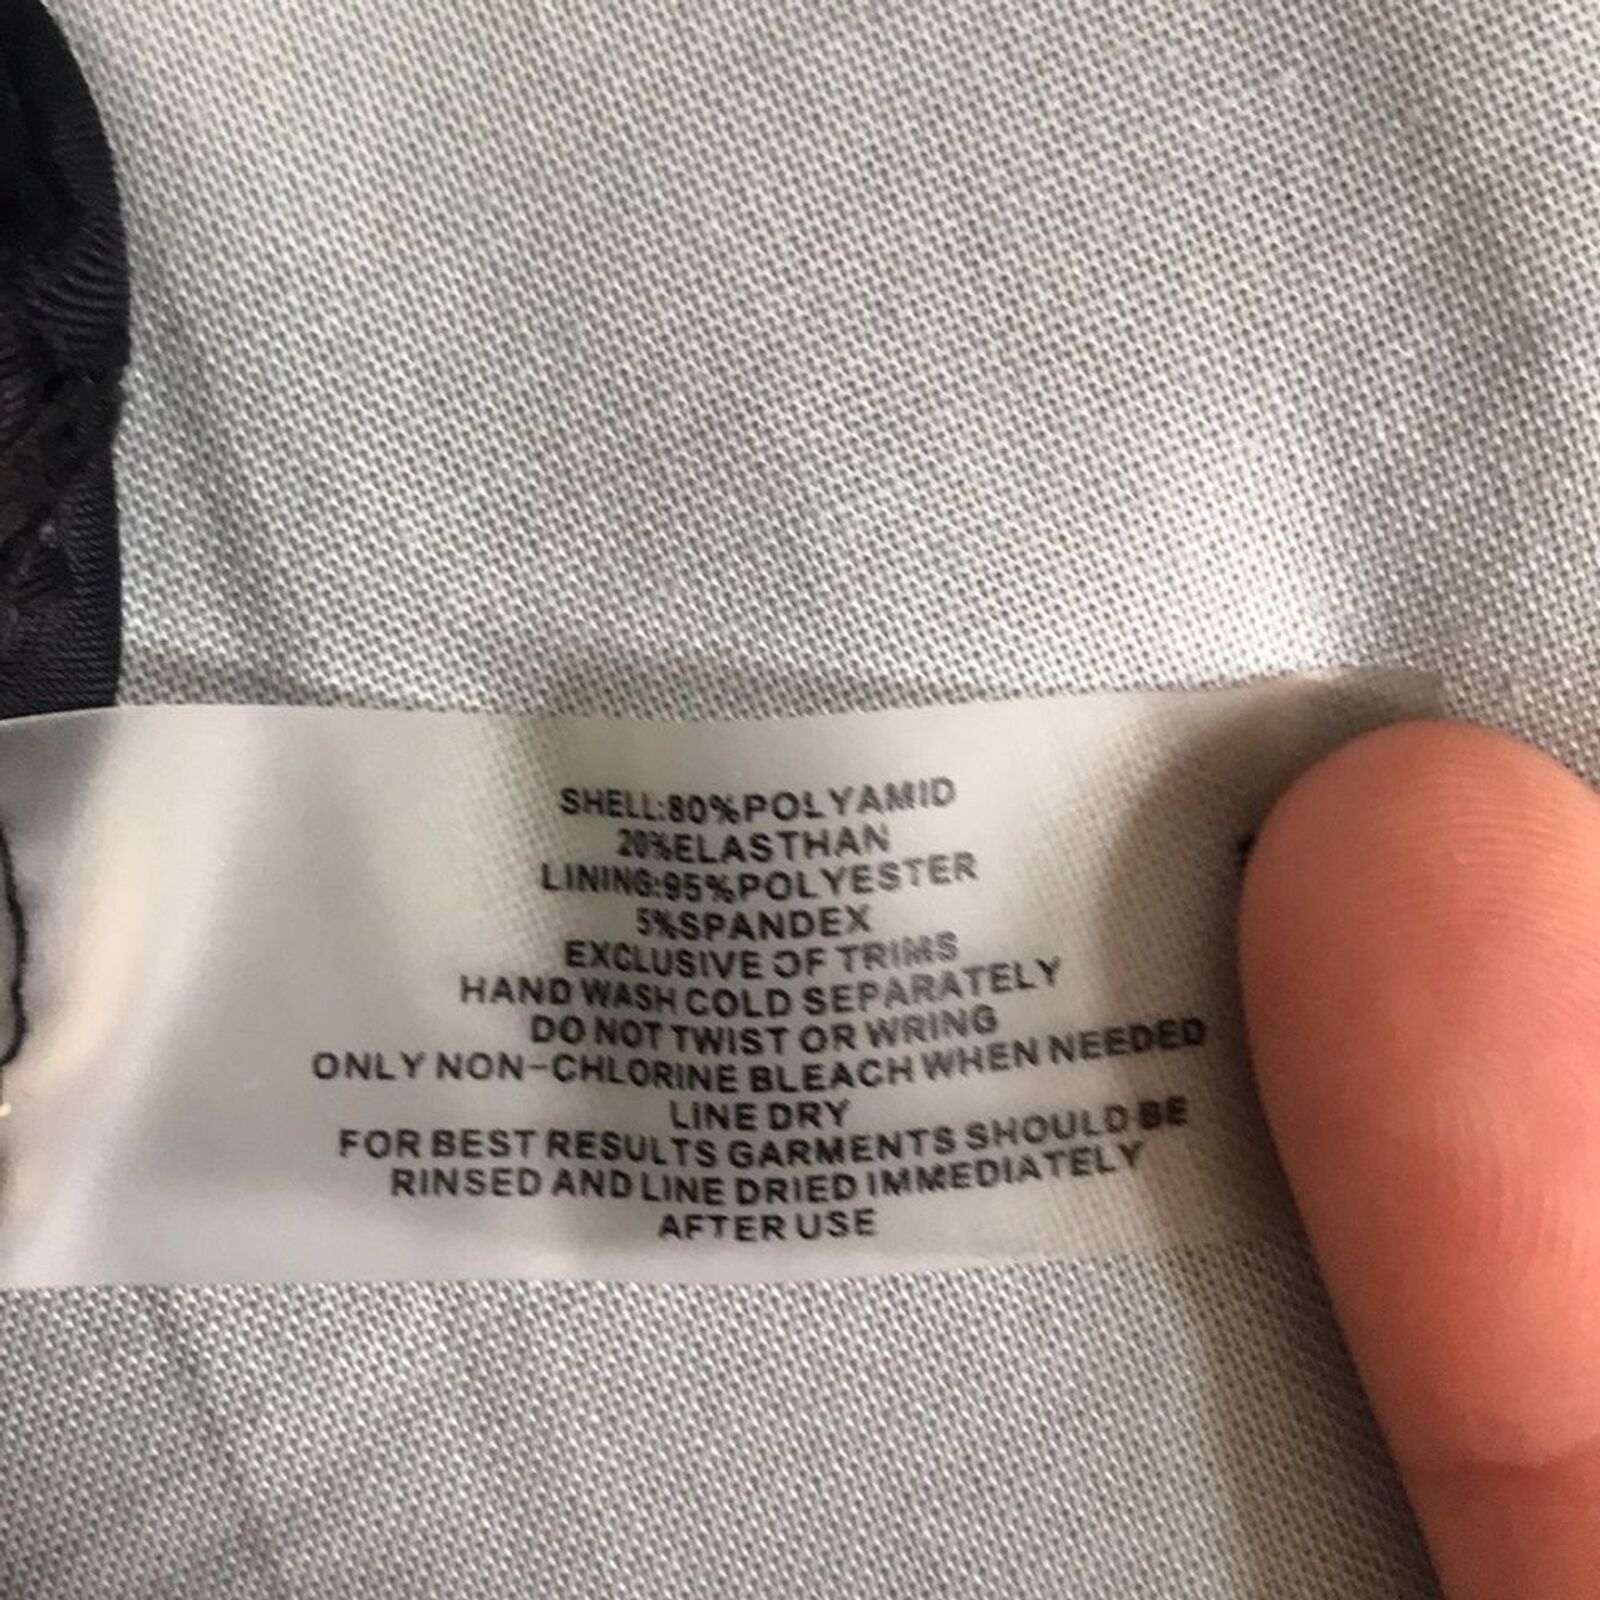 SHELL:80%POLYAMID
20%ELASTHAN
LINING:95%POLYESTER
5%SPANDEX
EXCLUSIVE OF TRIMS
HAND WASH COLD SEPARATELY
DO NOT TWIST OR WRING
ONLY NON-CHLORINE BLEACH WHEN NEEDED
LINE DRY
FOR BEST RESULTS GARMENTS SHOULD BE
RINSED AND LINE DRIED IMMEDIATELY
AFTER USE